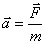 a⃗ = F⃗/m